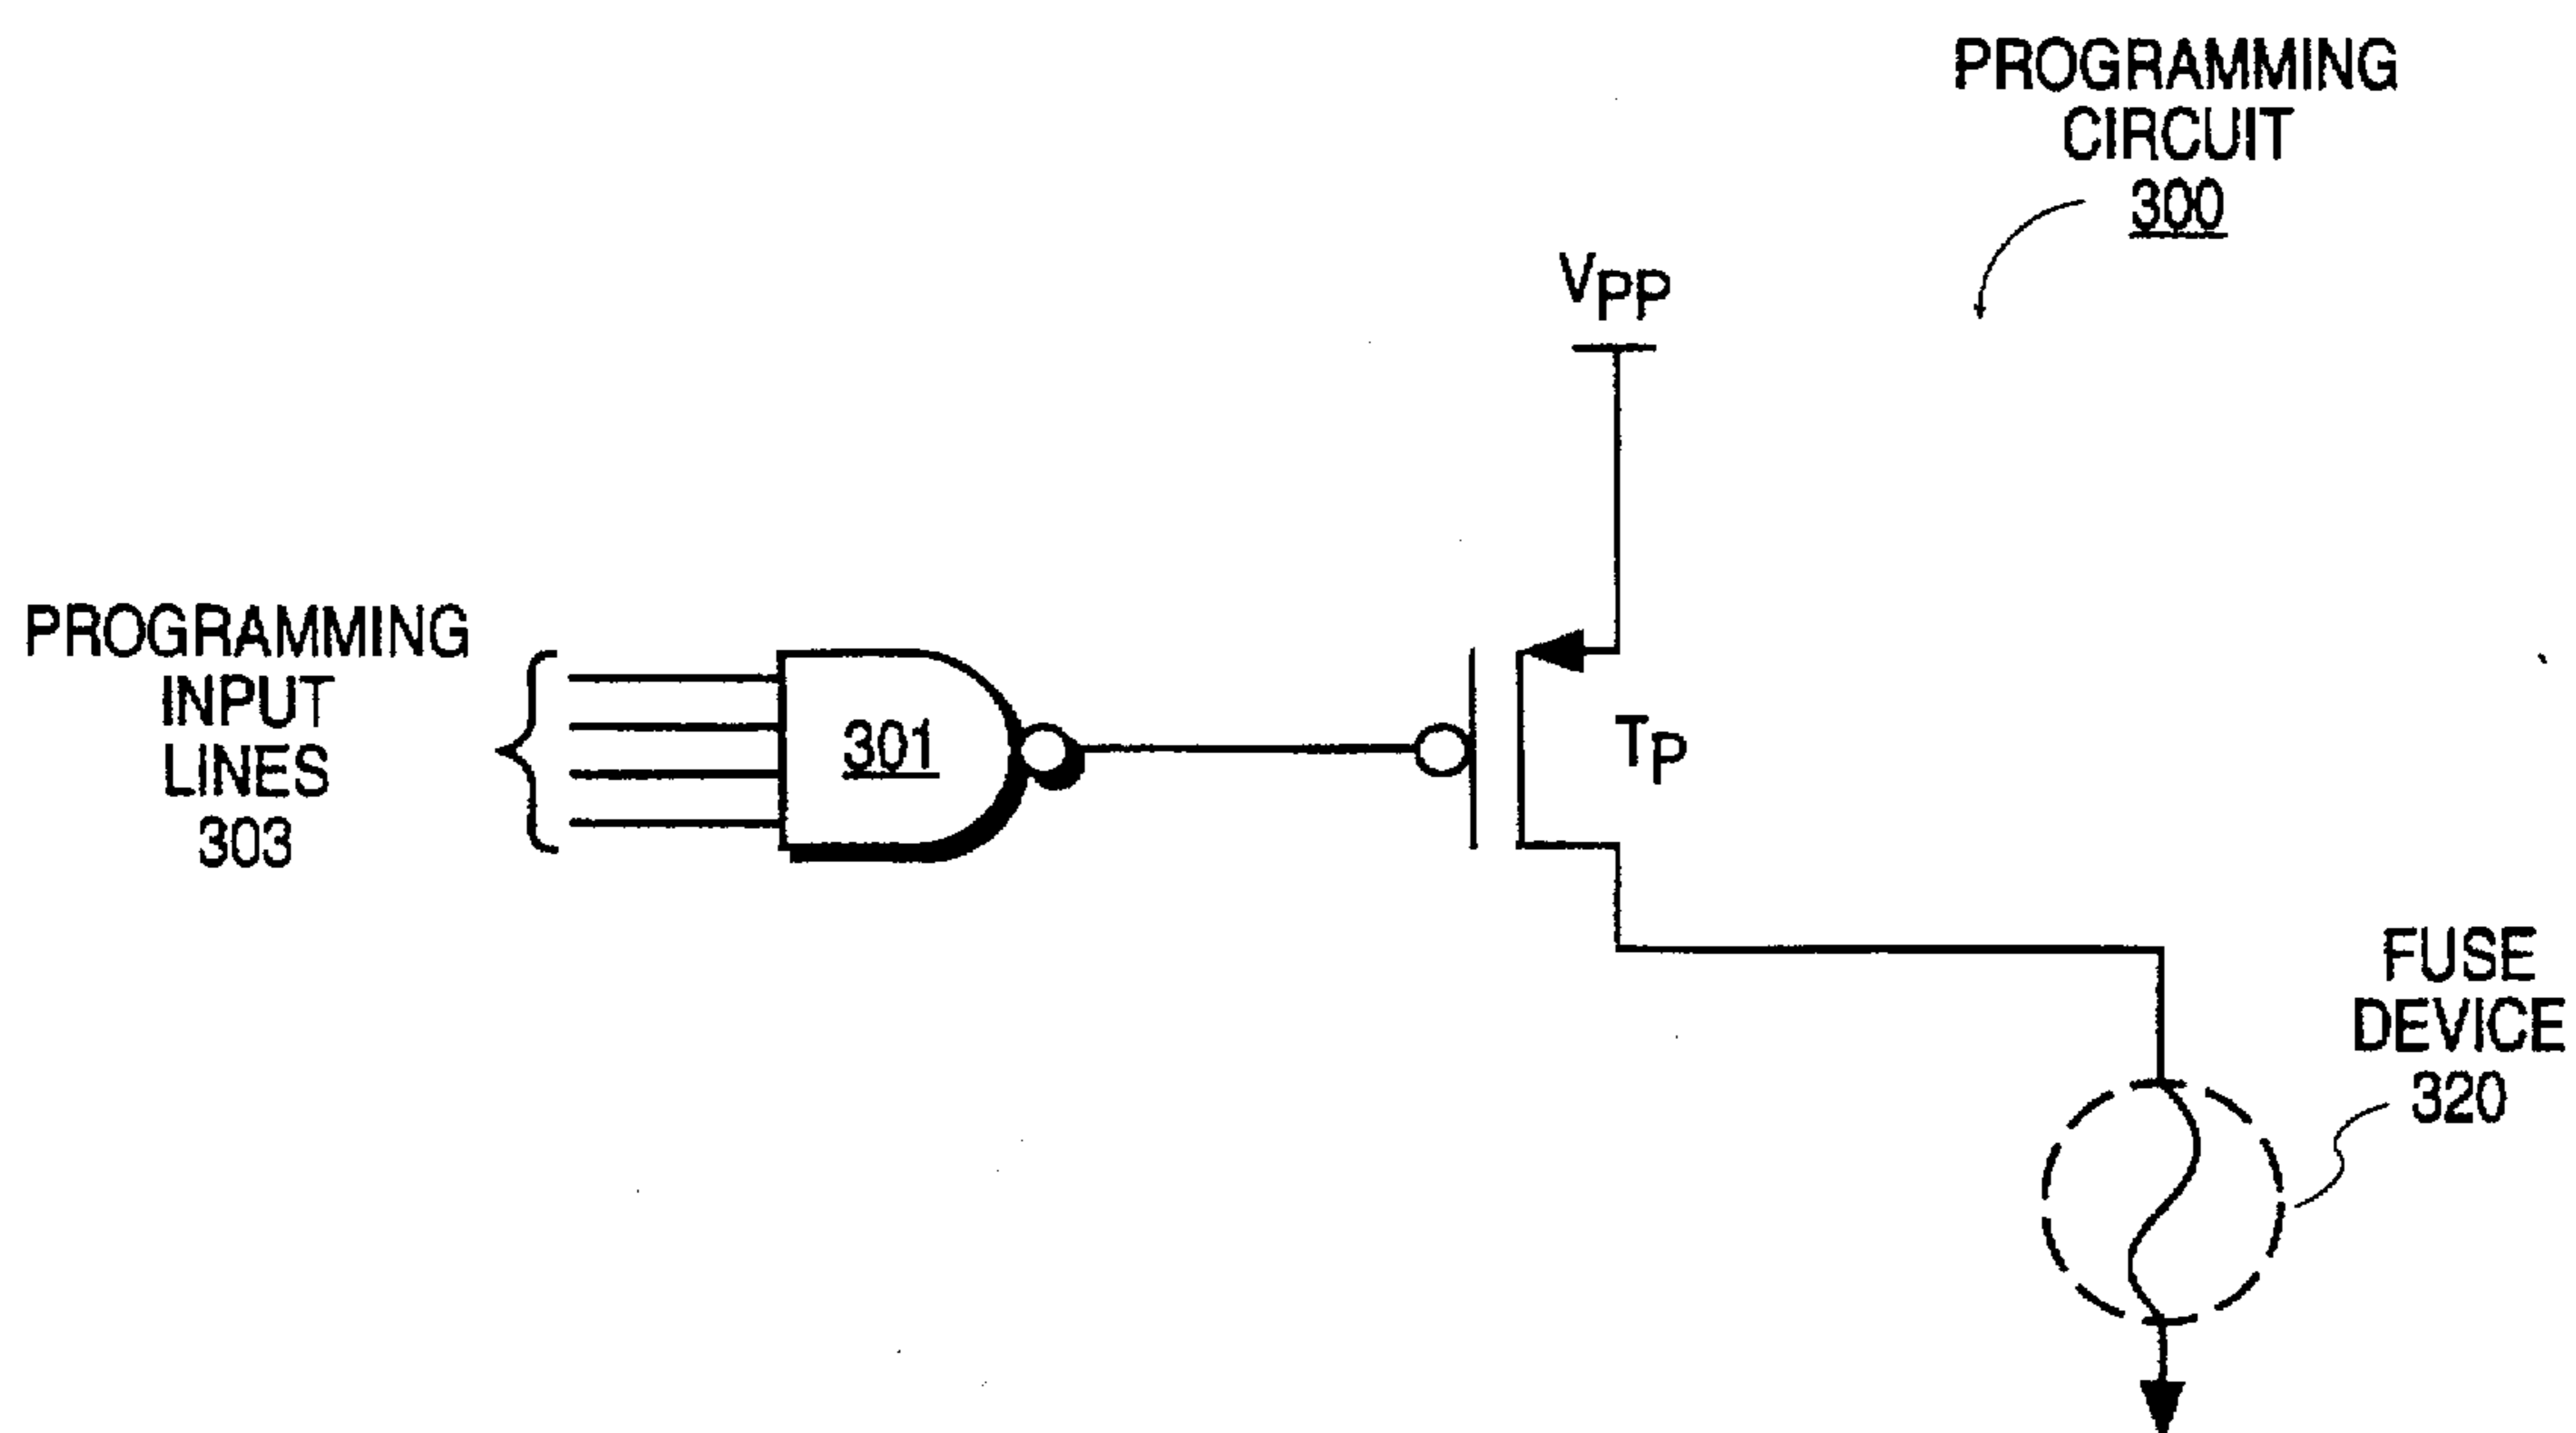 PROGRAMMING
CIRCUIT
300
VPP
PROGRAMMING
INPUT
LINES
303
301
TP
FUSE
DEVICE
320